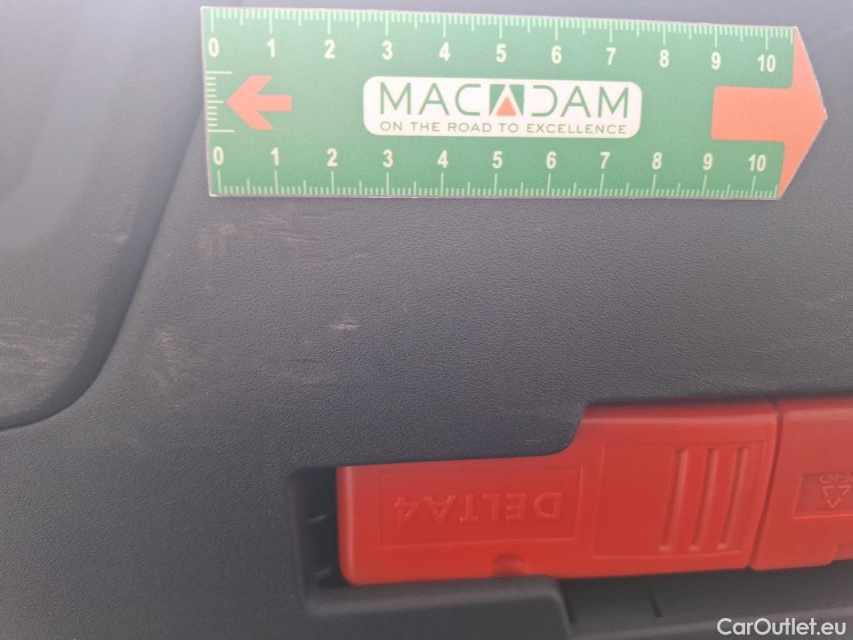 0 1 2 3 4 5 6 7 8 9 10
MACADAM
ON THE ROAD TO EXCELLENCE
0 1 2 3 4 5 6 7 8 9 10
DELTA4
CarOutlet.eu